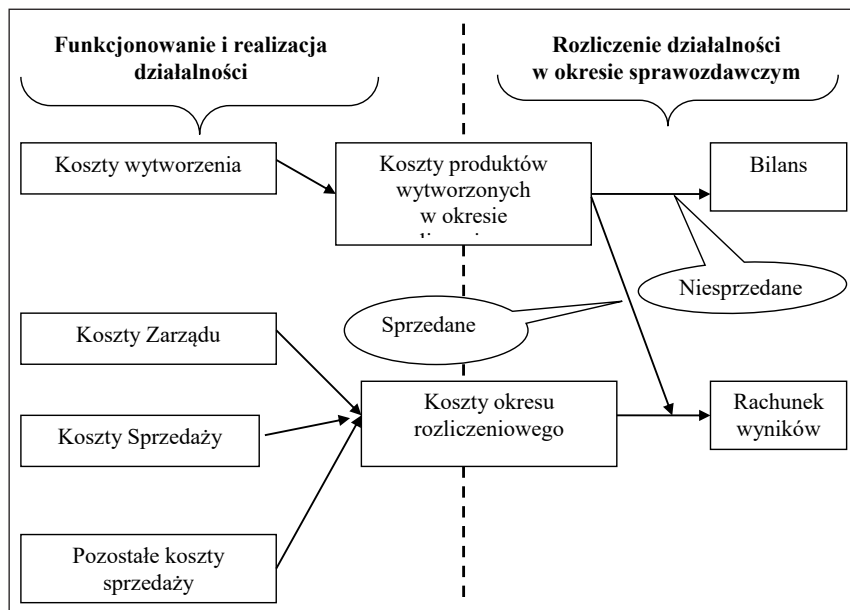 Funkcjonowanie i realizacja
działalności
Rozliczenie działalności
w okresie sprawozdawczym
Koszty wytworzenia
Koszty produktów
wytworzonych
w okresie
Bilans
Niesprzedane
Sprzedane
Koszty Zarządu
Koszty okresu
rozliczeniowego
Rachunek
wyników
Koszty Sprzedaży
Pozostałe koszty
sprzedaży